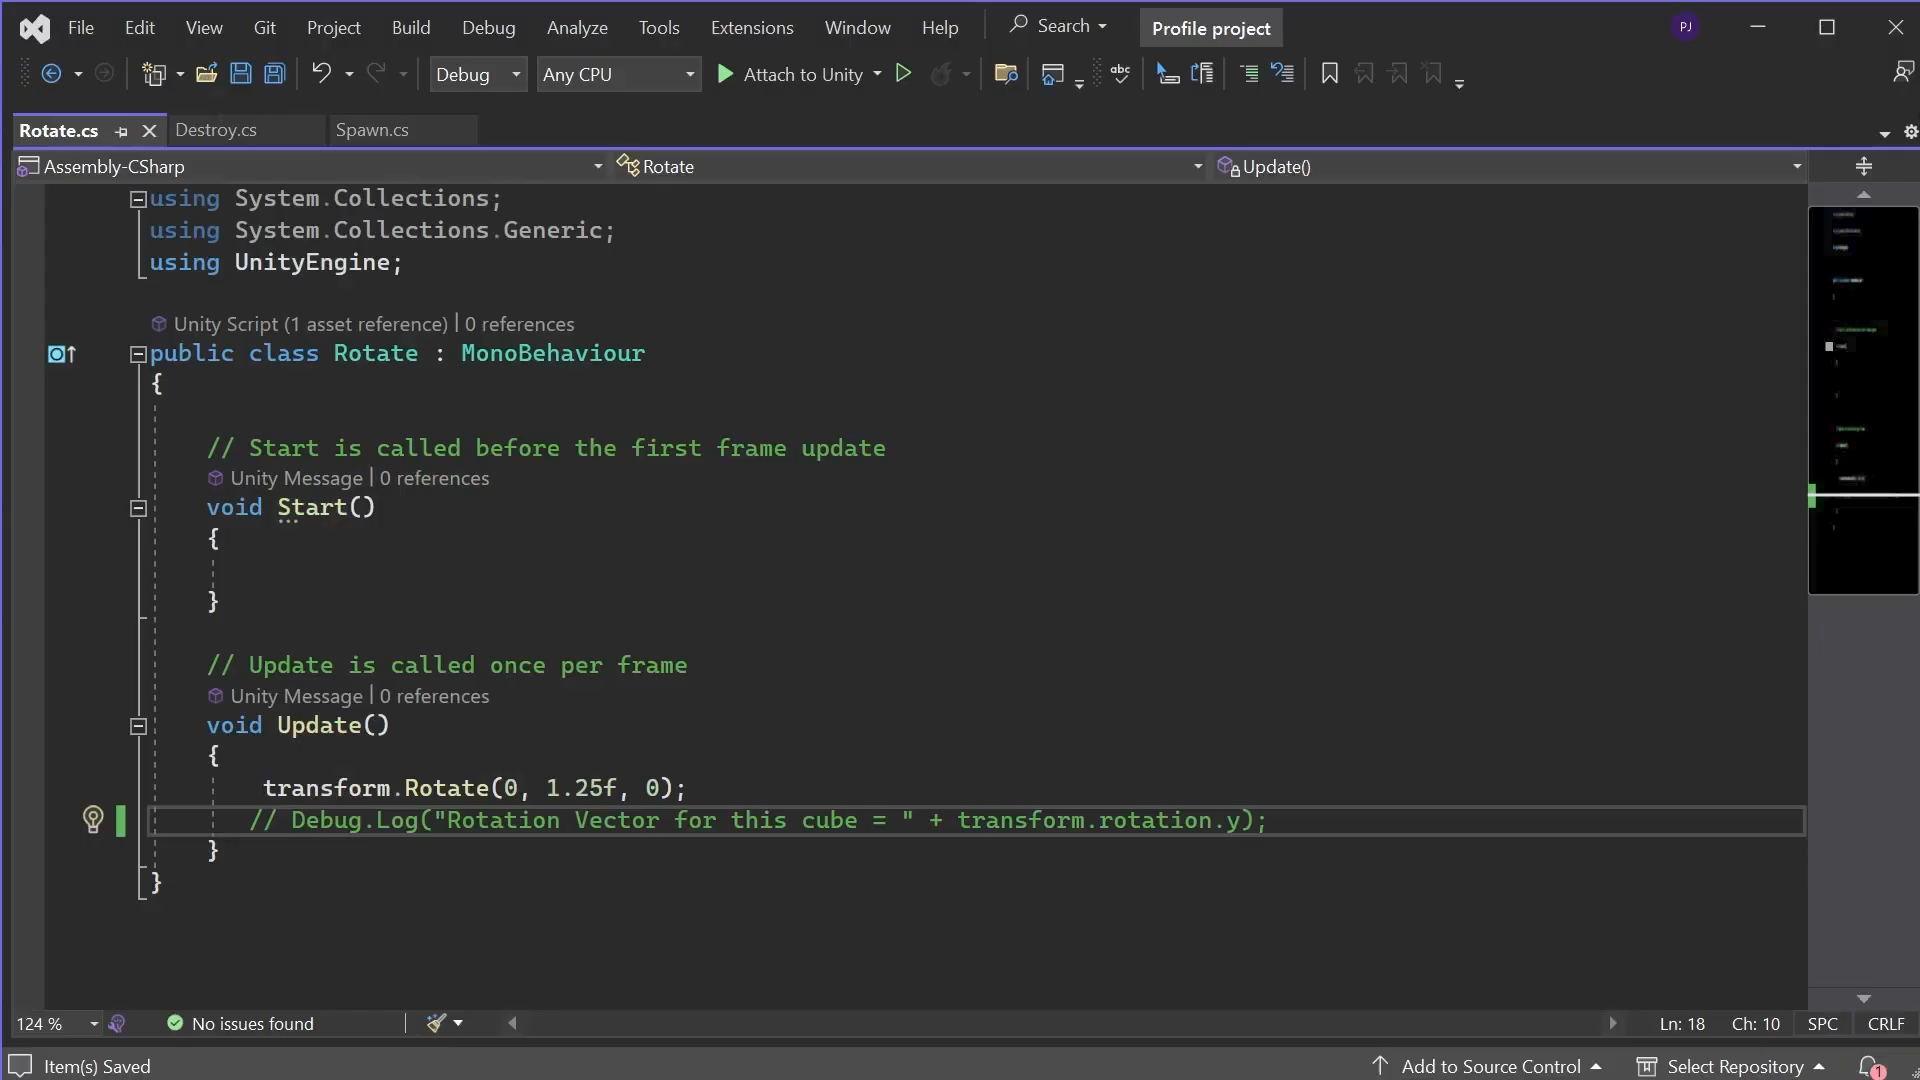 File Edit View Git Project Build Debug Analyze Tools Extensions Window Help Search Profile project PJ
Debug Any CPU Attach to Unity abc
Rotate.cs Destroy.cs Spawn.cs
Assembly-CSharp Rotate Update()
using System.Collections;
using System.Collections.Generic;
using UnityEngine;
Unity Script (1 asset reference) | 0 references
public class Rotate : MonoBehaviour
{
// Start is called before the first frame update
Unity Message | 0 references
void Start()
{
}
// Update is called once per frame
Unity Message | 0 references
void Update()
{
transform.Rotate(0, 1.25f, 0);
// Debug.Log("Rotation Vector for this cube = " + transform.rotation.y);
}
}
124 % No issues found Ln: 18 Ch: 10 SPC CRLF
Item(s) Saved Add to Source Control Select Repository 1